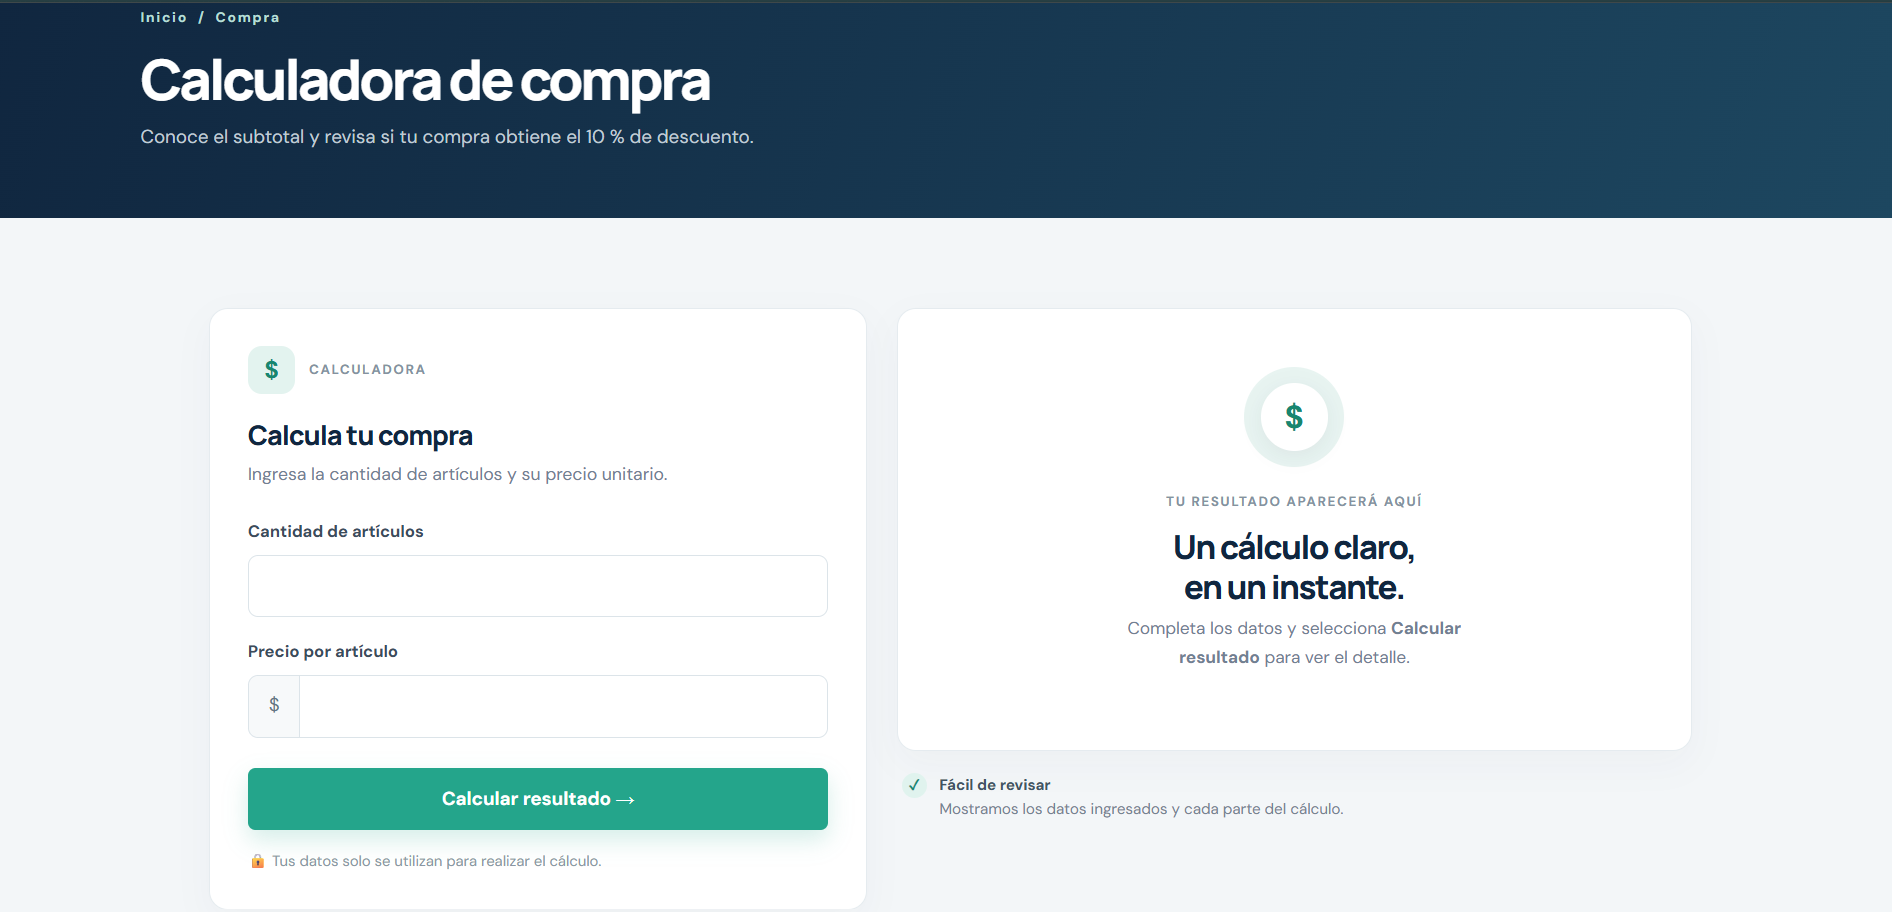 Inicio / Compra
Calculadora de compra
Conoce el subtotal y revisa si tu compra obtiene el 10 % de descuento.
$ CALCULADORA
Calcula tu compra
Ingresa la cantidad de artículos y su precio unitario.
Cantidad de artículos
Precio por artículo
$
Calcular resultado →
Tus datos solo se utilizan para realizar el cálculo.
$
TU RESULTADO APARECERÁ AQUÍ
Un cálculo claro,
en un instante.
Completa los datos y selecciona Calcular
resultado para ver el detalle.
✓ Fácil de revisar
Mostramos los datos ingresados y cada parte del cálculo.